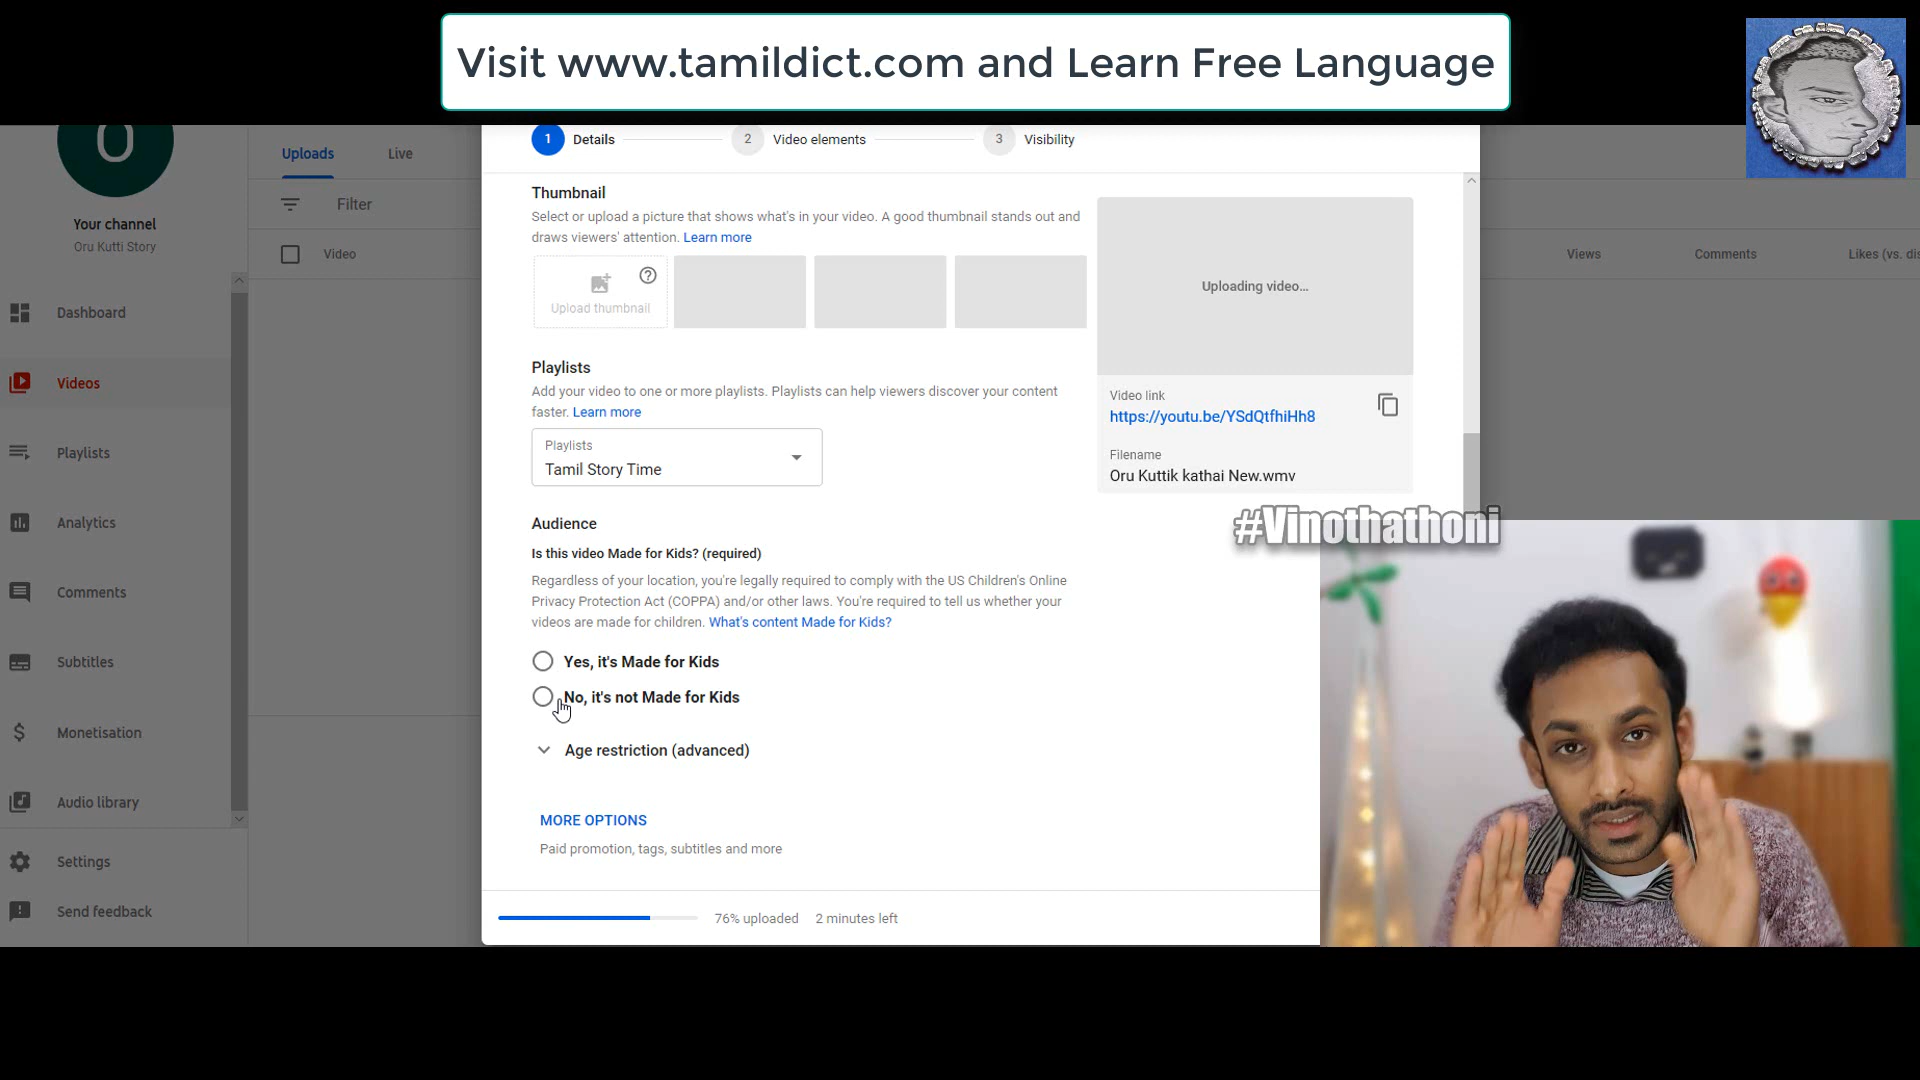 Visit www.tamildict.com and Learn Free Language
O
Your channel
Oru Kutti Story
Dashboard
Videos
Playlists
Analytics
Comments
Subtitles
Monetisation
Audio library
Settings
Send feedback
Uploads Live
Filter
Video
Views Comments Likes (vs. dis
1 Details 2 Video elements 3 Visibility
Thumbnail
Select or upload a picture that shows what's in your video. A good thumbnail stands out and
draws viewers' attention. Learn more
Upload thumbnail
Playlists
Add your video to one or more playlists. Playlists can help viewers discover your content
faster. Learn more
Playlists
Tamil Story Time
Audience
Is this video Made for Kids? (required)
Regardless of your location, you're legally required to comply with the US Children's Online
Privacy Protection Act (COPPA) and/or other laws. You're required to tell us whether your
videos are made for children. What's content Made for Kids?
Yes, it's Made for Kids
No, it's not Made for Kids
Age restriction (advanced)
MORE OPTIONS
Paid promotion, tags, subtitles and more
76% uploaded 2 minutes left
Uploading video...
Video link
https://youtu.be/YSdQtfhiHh8
Filename
Oru Kuttik kathai New.wmv
#Vinothathoni